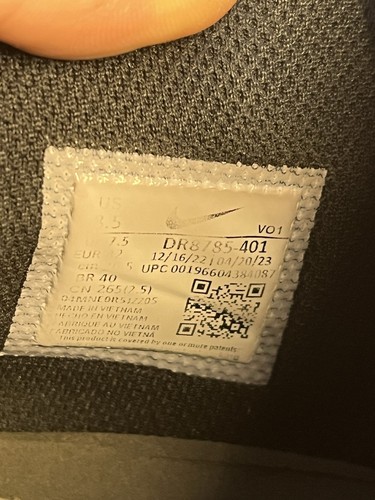 US
VO1
7.5
DR8785-401
EUR
12/16/22 | 04/20/23
UPC 00196604384087
BR 40
CN 265(2.5)
MADE IN VIETNAM
HECHO EN VIETNAM
FABRIQUE AU VIETNAM
FABRICADO NO VIETNA
This product is covered by one or more patents